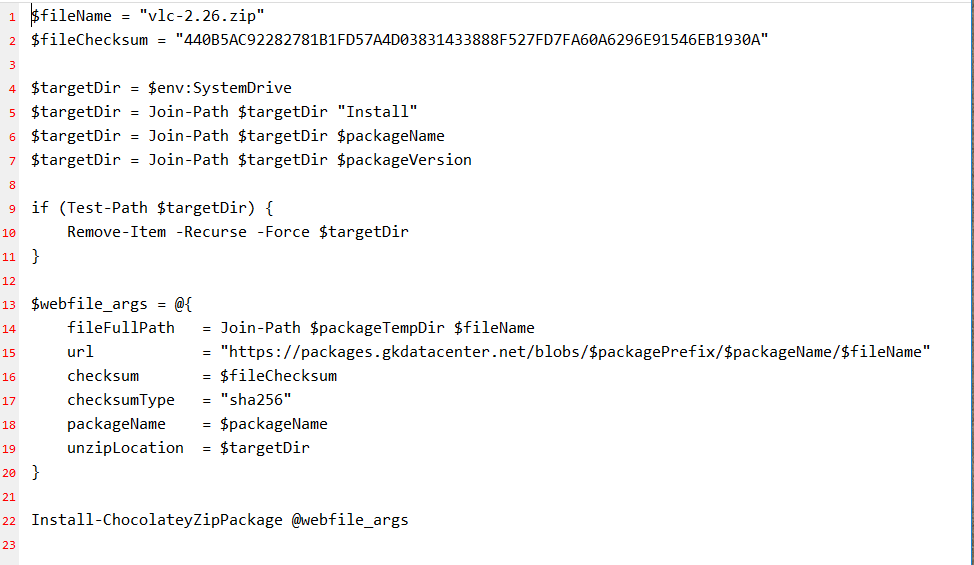 1 $fileName = "vlc-2.26.zip"
2 $fileChecksum = "440B5AC92282781B1FD57A4D03831433888F527FD7FA60A6296E91546EB1930A"
3
4 $targetDir = $env:SystemDrive
5 $targetDir = Join-Path $targetDir "Install"
6 $targetDir = Join-Path $targetDir $packageName
7 $targetDir = Join-Path $targetDir $packageVersion
8
9 if (Test-Path $targetDir) {
10     Remove-Item -Recurse -Force $targetDir
11 }
12
13 $webfile_args = @{
14     fileFullPath   = Join-Path $packageTempDir $fileName
15     url            = "https://packages.gkdatacenter.net/blobs/$packagePrefix/$packageName/$fileName"
16     checksum       = $fileChecksum
17     checksumType   = "sha256"
18     packageName    = $packageName
19     unzipLocation  = $targetDir
20 }
21
22 Install-ChocolateyZipPackage @webfile_args
23